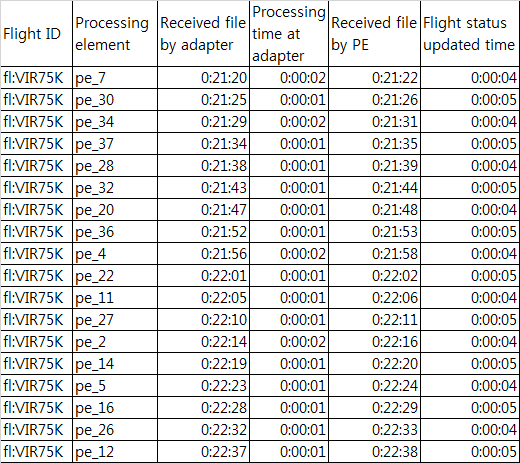 Flight ID Processing element Received file by adapter Processing time at adapter Received file by PE Flight status updated time
fl:VIR75K pe_7 0:21:20 0:00:02 0:21:22 0:00:04
fl:VIR75K pe_30 0:21:25 0:00:01 0:21:26 0:00:05
fl:VIR75K pe_34 0:21:29 0:00:02 0:21:31 0:00:04
fl:VIR75K pe_37 0:21:34 0:00:01 0:21:35 0:00:05
fl:VIR75K pe_28 0:21:38 0:00:01 0:21:39 0:00:04
fl:VIR75K pe_32 0:21:43 0:00:01 0:21:44 0:00:05
fl:VIR75K pe_20 0:21:47 0:00:01 0:21:48 0:00:04
fl:VIR75K pe_36 0:21:52 0:00:01 0:21:53 0:00:05
fl:VIR75K pe_4 0:21:56 0:00:02 0:21:58 0:00:04
fl:VIR75K pe_22 0:22:01 0:00:01 0:22:02 0:00:05
fl:VIR75K pe_11 0:22:05 0:00:01 0:22:06 0:00:04
fl:VIR75K pe_27 0:22:10 0:00:01 0:22:11 0:00:05
fl:VIR75K pe_2 0:22:14 0:00:02 0:22:16 0:00:04
fl:VIR75K pe_14 0:22:19 0:00:01 0:22:20 0:00:05
fl:VIR75K pe_5 0:22:23 0:00:01 0:22:24 0:00:04
fl:VIR75K pe_16 0:22:28 0:00:01 0:22:29 0:00:05
fl:VIR75K pe_26 0:22:32 0:00:01 0:22:33 0:00:04
fl:VIR75K pe_12 0:22:37 0:00:01 0:22:38 0:00:05